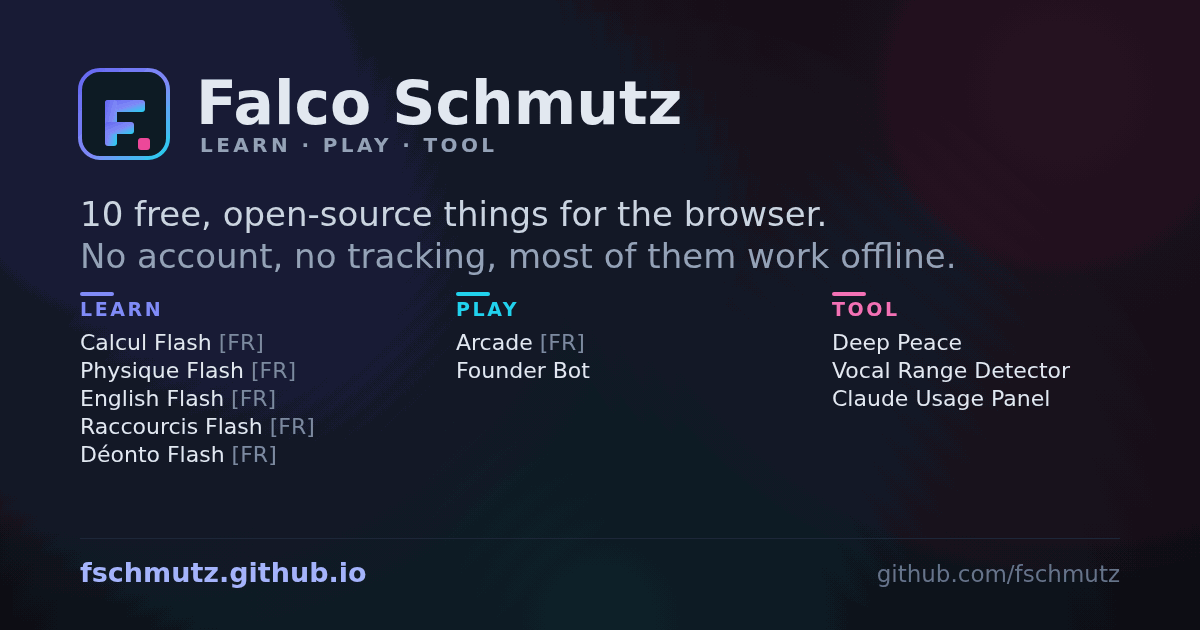 F.
Falco Schmutz
LEARN · PLAY · TOOL
10 free, open-source things for the browser.
No account, no tracking, most of them work offline.
LEARN
Calcul Flash [FR]
Physique Flash [FR]
English Flash [FR]
Raccourcis Flash [FR]
Déonto Flash [FR]
PLAY
Arcade [FR]
Founder Bot
TOOL
Deep Peace
Vocal Range Detector
Claude Usage Panel
fschmutz.github.io
github.com/fschmutz